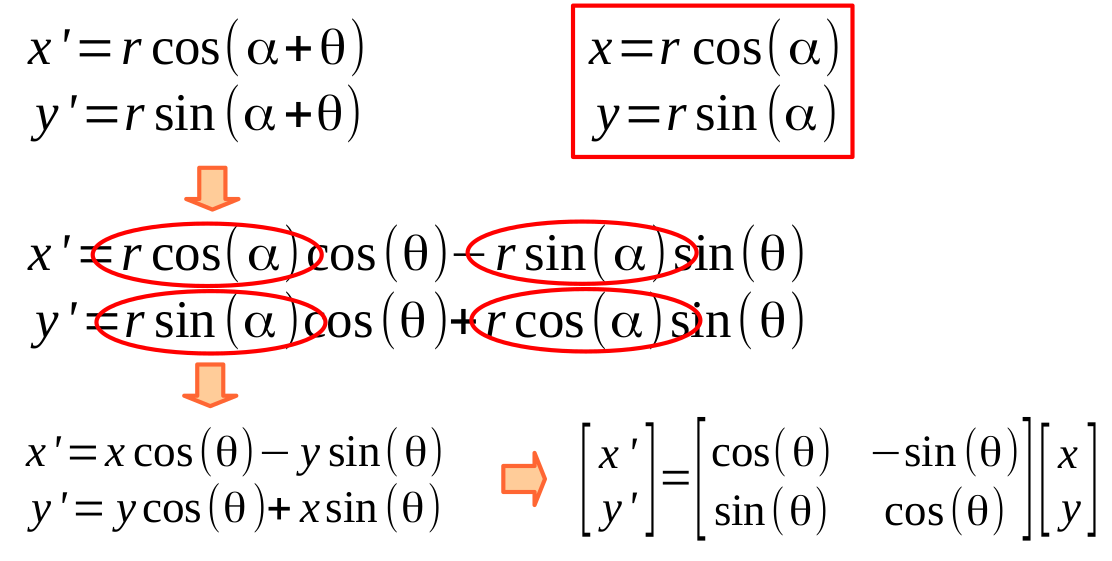 x'=r cos(α+θ)
y'=r sin(α+θ)
x=r cos(α)
y=r sin(α)
x'=r cos(α)cos(θ)−r sin(α)sin(θ)
y'=r sin(α)cos(θ)+r cos(α)sin(θ)
x'=x cos(θ)−y sin(θ)
y'=y cos(θ)+x sin(θ)
[x'] = [cos(θ) −sin(θ)] [x]
[y'] [sin(θ) cos(θ)] [y]